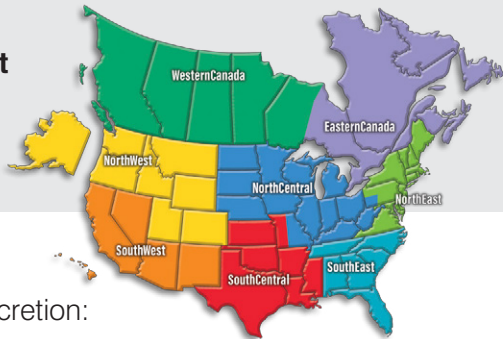 t
WesternCanada
EasternCanada
NorthWest
NorthCentral
NorthEast
SouthWest
SouthCentral
SouthEast
cretion: